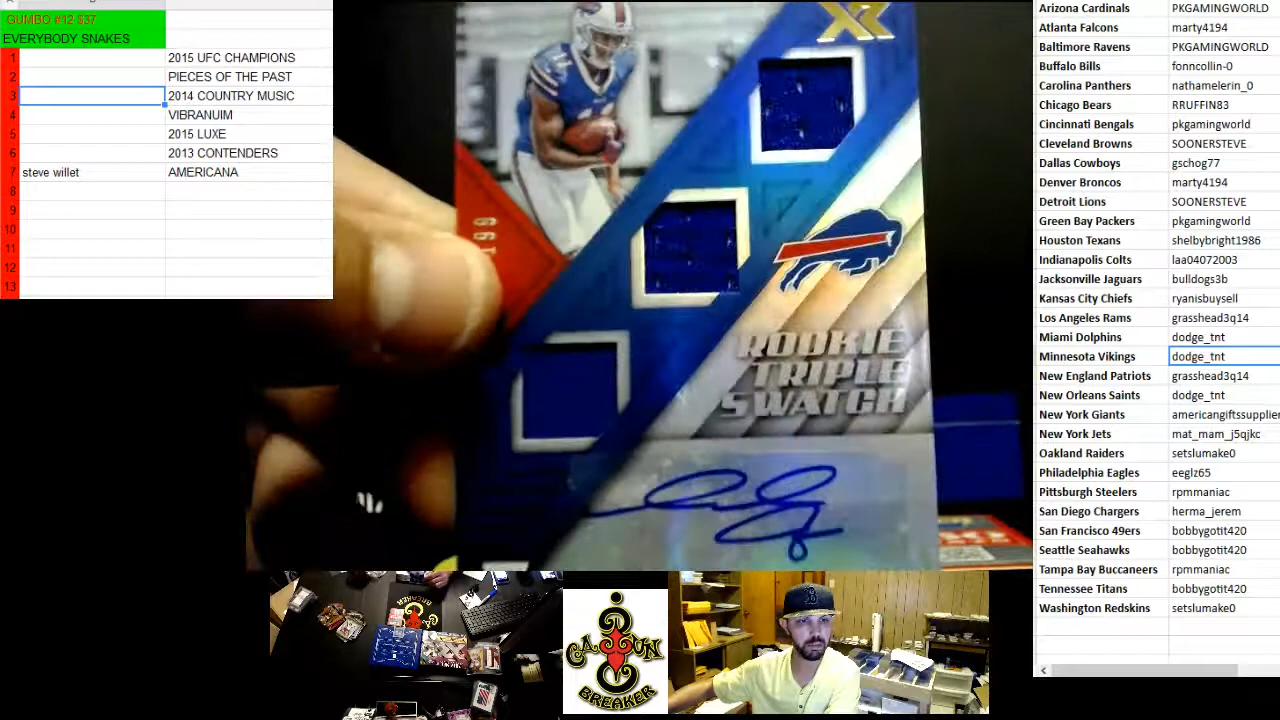 GUMBO #12 $37
EVERYBODY SNAKES
1 2015 UFC CHAMPIONS
2 PIECES OF THE PAST
3 2014 COUNTRY MUSIC
4 VIBRANUIM
5 2015 LUXE
6 2013 CONTENDERS
7 steve willet AMERICANA
8
9
10
11
12
13
XR
199
ROOKIE
TRIPLE
SWATCH
CAJUN
BREAKER
Arizona Cardinals PKGAMINGWORLD
Atlanta Falcons marty4194
Baltimore Ravens PKGAMINGWORLD
Buffalo Bills fonncollin-0
Carolina Panthers nathamelerin_0
Chicago Bears RRUFFIN83
Cincinnati Bengals pkgamingworld
Cleveland Browns SOONERSTEVE
Dallas Cowboys gschog77
Denver Broncos marty4194
Detroit Lions SOONERSTEVE
Green Bay Packers pkgamingworld
Houston Texans shelbybright1986
Indianapolis Colts laa04072003
Jacksonville Jaguars bulldogs3b
Kansas City Chiefs ryanisbuysell
Los Angeles Rams grasshead3q14
Miami Dolphins dodge_tnt
Minnesota Vikings dodge_tnt
New England Patriots grasshead3q14
New Orleans Saints dodge_tnt
New York Giants americangiftssupplier
New York Jets mat_mam_j5qjkc
Oakland Raiders setslumake0
Philadelphia Eagles eeglz65
Pittsburgh Steelers rpmmaniac
San Diego Chargers herma_jerem
San Francisco 49ers bobbygotit420
Seattle Seahawks bobbygotit420
Tampa Bay Buccaneers rpmmaniac
Tennessee Titans bobbygotit420
Washington Redskins setslumake0